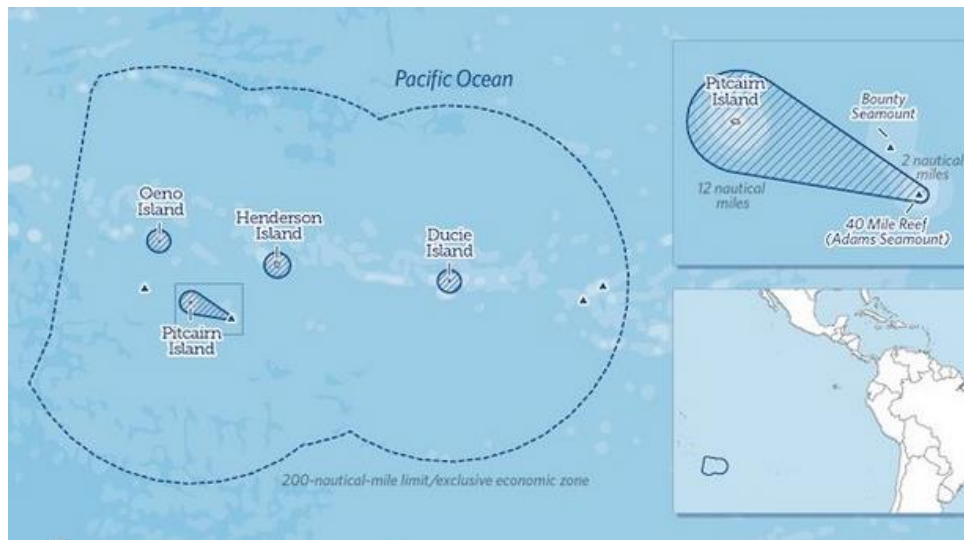 Pacific Ocean
Oeno
Island
Henderson
Island
Ducie
Island
Pitcairn
Island
200-nautical-mile limit/exclusive economic zone
Pitcairn
Island
Bounty
Seamount
2 nautical
miles
12 nautical
miles
40 Mile Reef
(Adams Seamount)